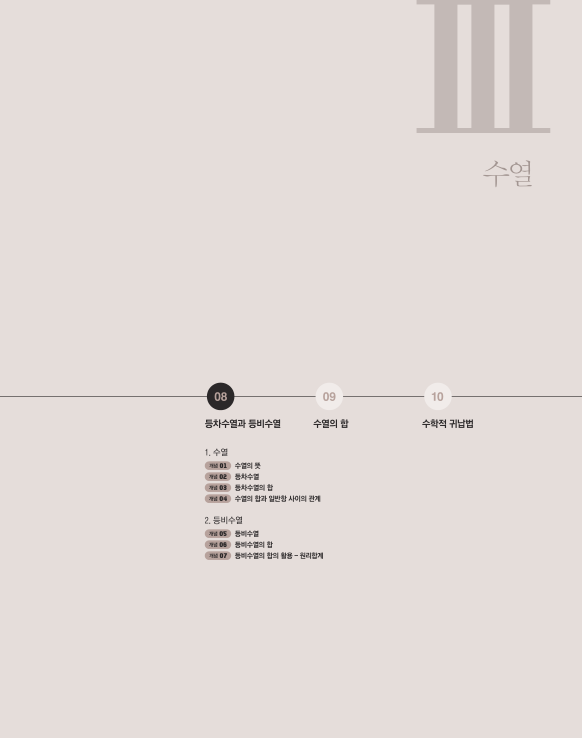 III
수열
08
09
10
등차수열과 등비수열
수열의 합
수학적 귀납법
1. 수열
개념 01 수열의 뜻
개념 02 등차수열
개념 03 등차수열의 합
개념 04 수열의 합과 일반항 사이의 관계
2. 등비수열
개념 05 등비수열
개념 06 등비수열의 합
개념 07 등비수열의 합의 활용 - 원리합계